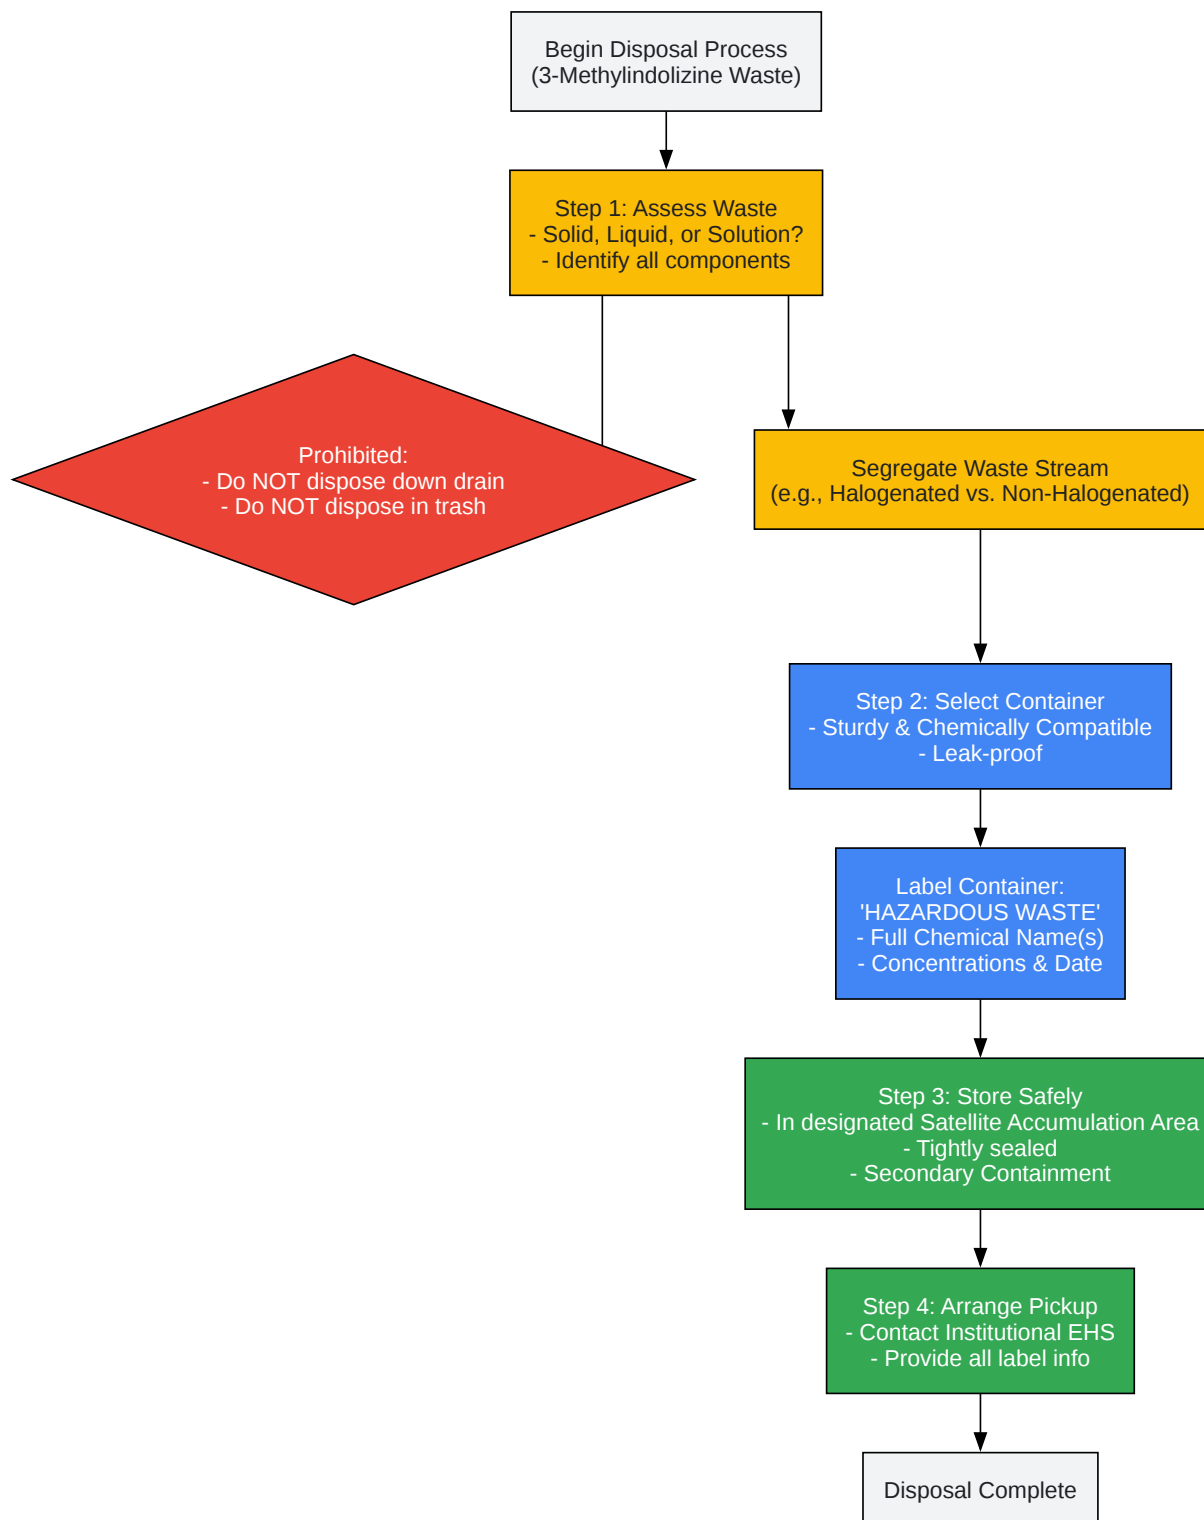 Begin Disposal Process
(3-Methylindolizine Waste)
Step 1: Assess Waste
- Solid, Liquid, or Solution?
- Identify all components
Prohibited:
- Do NOT dispose down drain
- Do NOT dispose in trash
Segregate Waste Stream
(e.g., Halogenated vs. Non-Halogenated)
Step 2: Select Container
- Sturdy & Chemically Compatible
- Leak-proof
Label Container:
'HAZARDOUS WASTE'
- Full Chemical Name(s)
- Concentrations & Date
Step 3: Store Safely
- In designated Satellite Accumulation Area
- Tightly sealed
- Secondary Containment
Step 4: Arrange Pickup
- Contact Institutional EHS
- Provide all label info
Disposal Complete